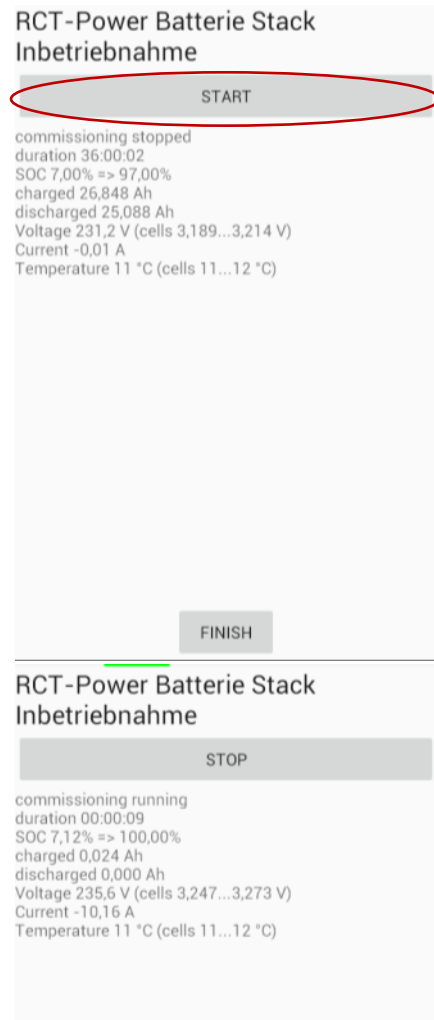 RCT-Power Batterie Stack
Inbetriebnahme
START
commissioning stopped
duration 36:00:02
SOC 7,00% => 97,00%
charged 26,848 Ah
discharged 25,088 Ah
Voltage 231,2 V (cells 3,189...3,214 V)
Current -0,01 A
Temperature 11 °C (cells 11...12 °C)
FINISH
RCT-Power Batterie Stack
Inbetriebnahme
STOP
commissioning running
duration 00:00:09
SOC 7,12% => 100,00%
charged 0,024 Ah
discharged 0,000 Ah
Voltage 235,6 V (cells 3,247...3,273 V)
Current -10,16 A
Temperature 11 °C (cells 11...12 °C)